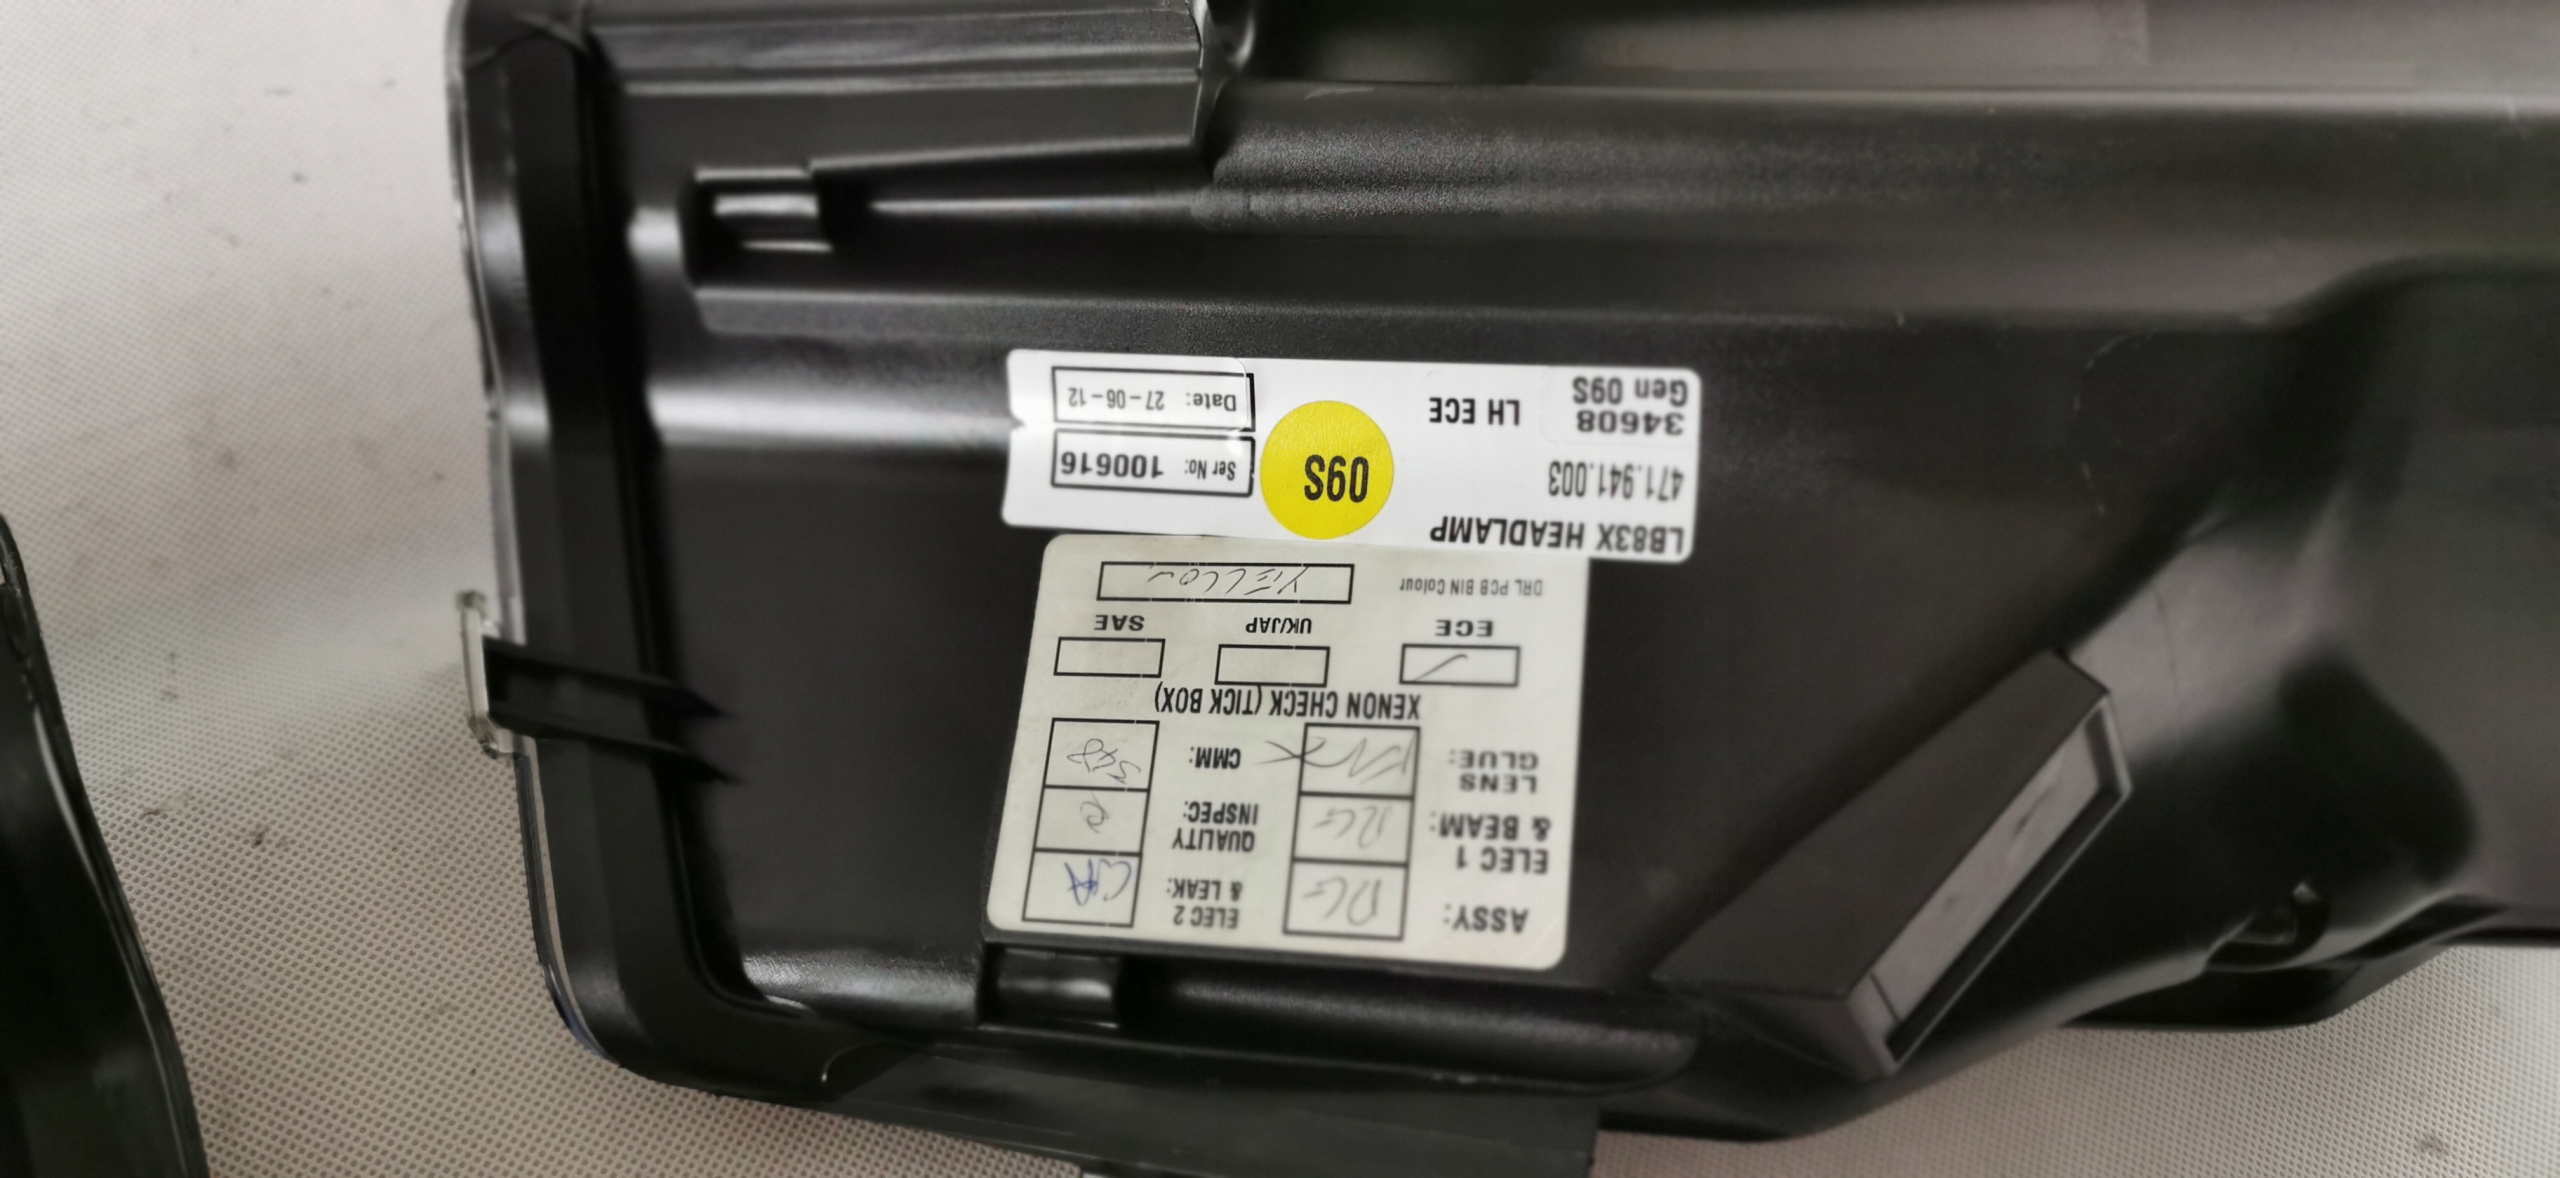 LB83X HEADLAMP
471.941.003
34608
Gen 09S
LH ECE
09S
Ser No: 100616
Date: 27-06-12
DRL PCB BIN Colour
YELLOW
ECE
UK/JAP
SAE
XENON CHECK (TICK BOX)
LENS
GLUE:
CMM:
ELEC 1
& BEAM:
QUALITY
INSPEC:
ASSY:
ELEC 2
& LEAK: